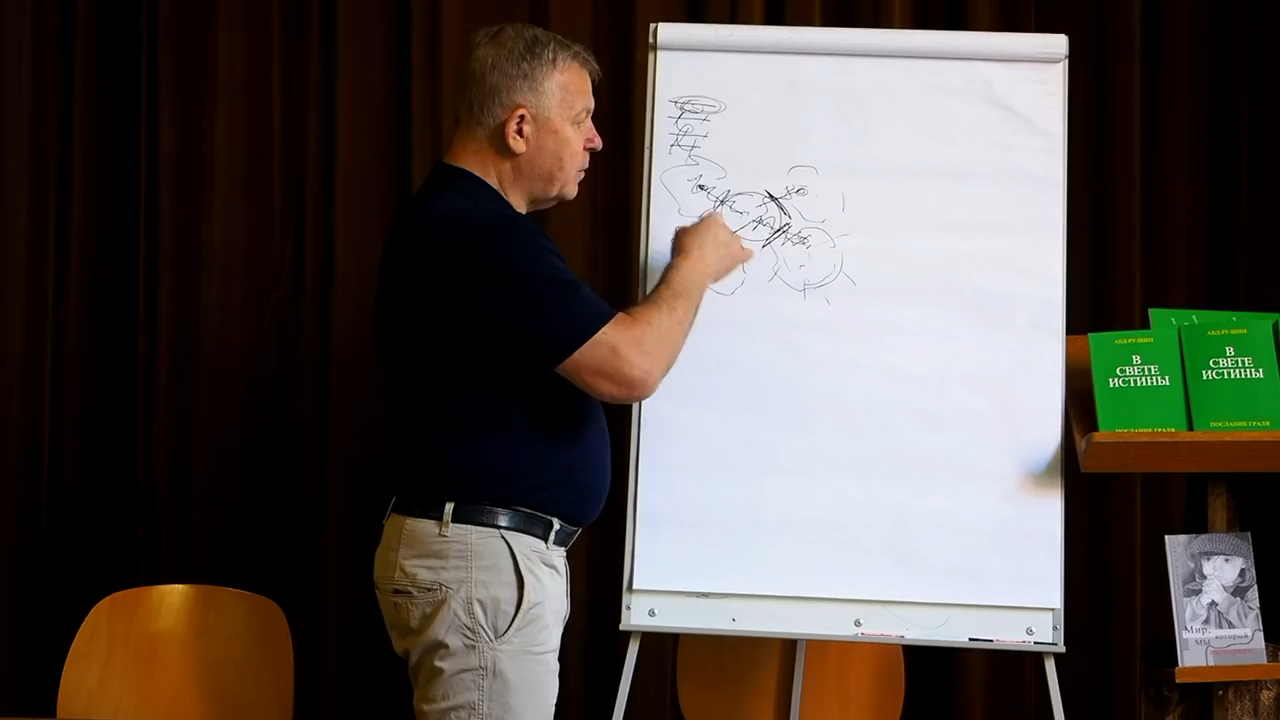 АБД-РУ-ШИН
В
СВЕТЕ
ИСТИНЫ
АБД-РУ-ШИН
В
СВЕТЕ
ИСТИНЫ
ПОСЛАНИЕ ГРАЛЯ
ПОСЛАНИЕ ГРАЛЯ
Мир,
мы который